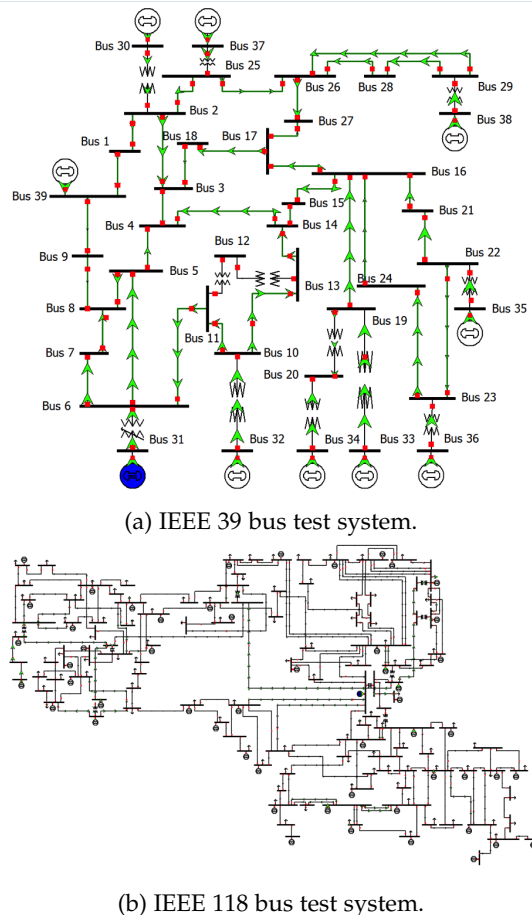 Bus 30
Bus 37
Bus 25
Bus 26
Bus 28
Bus 29
Bus 38
Bus 2
Bus 27
Bus 1
Bus 18
Bus 17
Bus 39
Bus 3
Bus 16
Bus 15
Bus 21
Bus 4
Bus 14
Bus 12
Bus 22
Bus 9
Bus 5
Bus 13
Bus 24
Bus 8
Bus 35
Bus 11
Bus 19
Bus 7
Bus 10
Bus 20
Bus 6
Bus 23
Bus 31
Bus 32
Bus 34
Bus 33
Bus 36
(a) IEEE 39 bus test system.
(b) IEEE 118 bus test system.